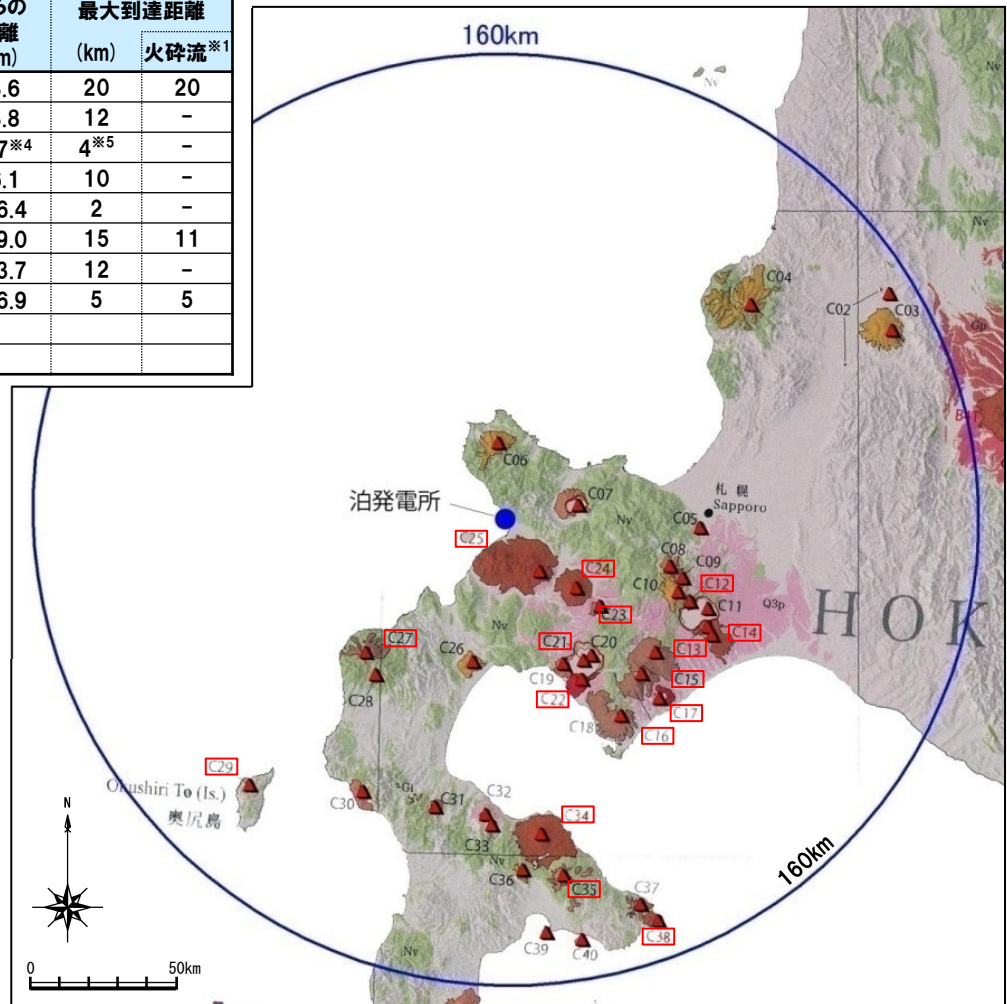 らの 最大到達距離
離
m) (km) 火砕流※1
.6 20 20
.8 12 -
7※4 4※5 -
.1 10 -
6.4 2 -
9.0 15 11
3.7 12 -
6.9 5 5
160km
Nv
Nv
Nv
C04
C02
C03
Gp
C06
泊発電所
C07
札幌
Sapporo
Nv
C05
C25
C08
C09
C24
C10
C12
C11
Q3p
HOK
C23
C14
Nv
C27
C26
C21
C20
C13
C19
C15
C28
C22
C17
C18
C16
C29
Okushiri To (Is.)
奥尻島
C30
C31
C32
C34
C33
Nv
C36
C35
160km
C37
C38
C39
C40
Nv
N
0 50km